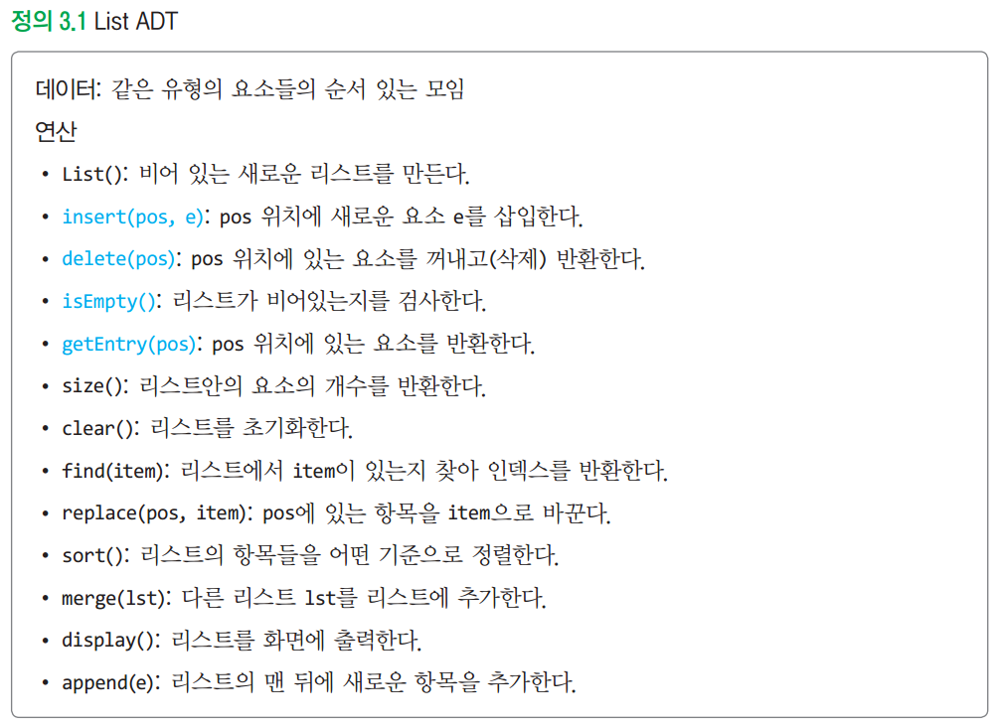 정의 3.1 List ADT
데이터: 같은 유형의 요소들의 순서 있는 모임
연산
• List(): 비어 있는 새로운 리스트를 만든다.
• insert(pos, e): pos 위치에 새로운 요소 e를 삽입한다.
• delete(pos): pos 위치에 있는 요소를 꺼내고(삭제) 반환한다.
• isEmpty(): 리스트가 비어있는지를 검사한다.
• getEntry(pos): pos 위치에 있는 요소를 반환한다.
• size(): 리스트안의 요소의 개수를 반환한다.
• clear(): 리스트를 초기화한다.
• find(item): 리스트에서 item이 있는지 찾아 인덱스를 반환한다.
• replace(pos, item): pos에 있는 항목을 item으로 바꾼다.
• sort(): 리스트의 항목들을 어떤 기준으로 정렬한다.
• merge(lst): 다른 리스트 lst를 리스트에 추가한다.
• display(): 리스트를 화면에 출력한다.
• append(e): 리스트의 맨 뒤에 새로운 항목을 추가한다.